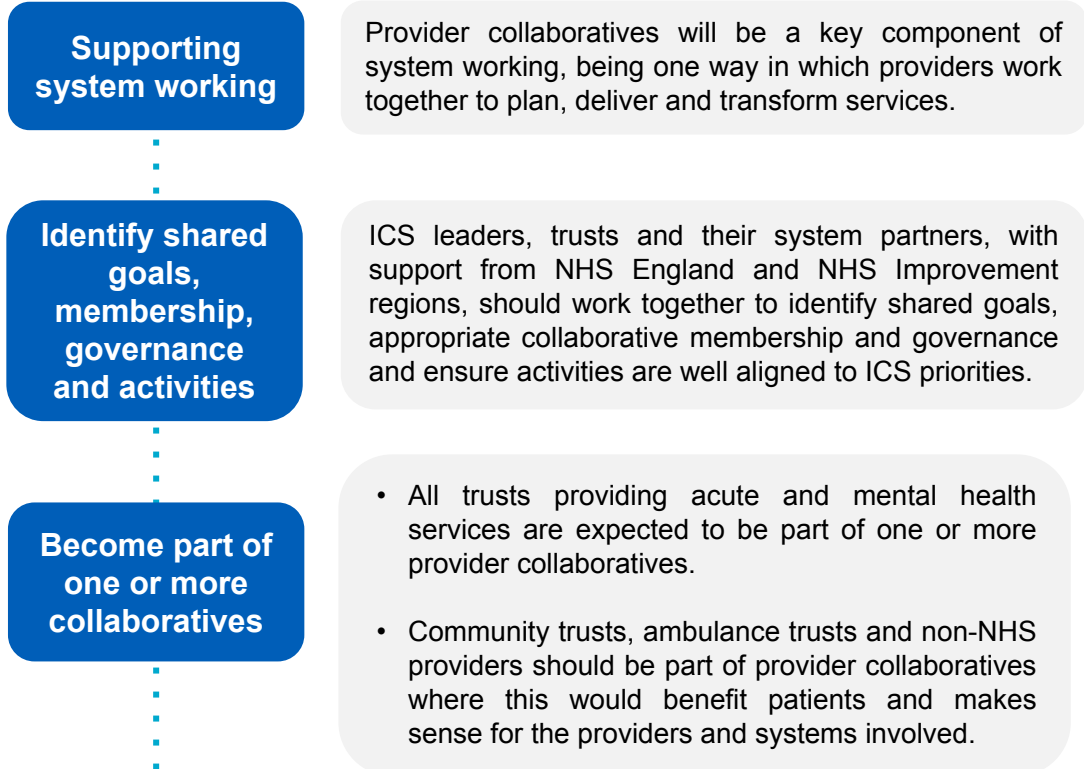 Supporting
system working
Provider collaboratives will be a key component of
system working, being one way in which providers work
together to plan, deliver and transform services.
Identify shared
goals,
membership,
governance
and activities
ICS leaders, trusts and their system partners, with
support from NHS England and NHS Improvement
regions, should work together to identify shared goals,
appropriate collaborative membership and governance
and ensure activities are well aligned to ICS priorities.
Become part of
one or more
collaboratives
• All trusts providing acute and mental health
services are expected to be part of one or more
provider collaboratives.
• Community trusts, ambulance trusts and non-NHS
providers should be part of provider collaboratives
where this would benefit patients and makes
sense for the providers and systems involved.